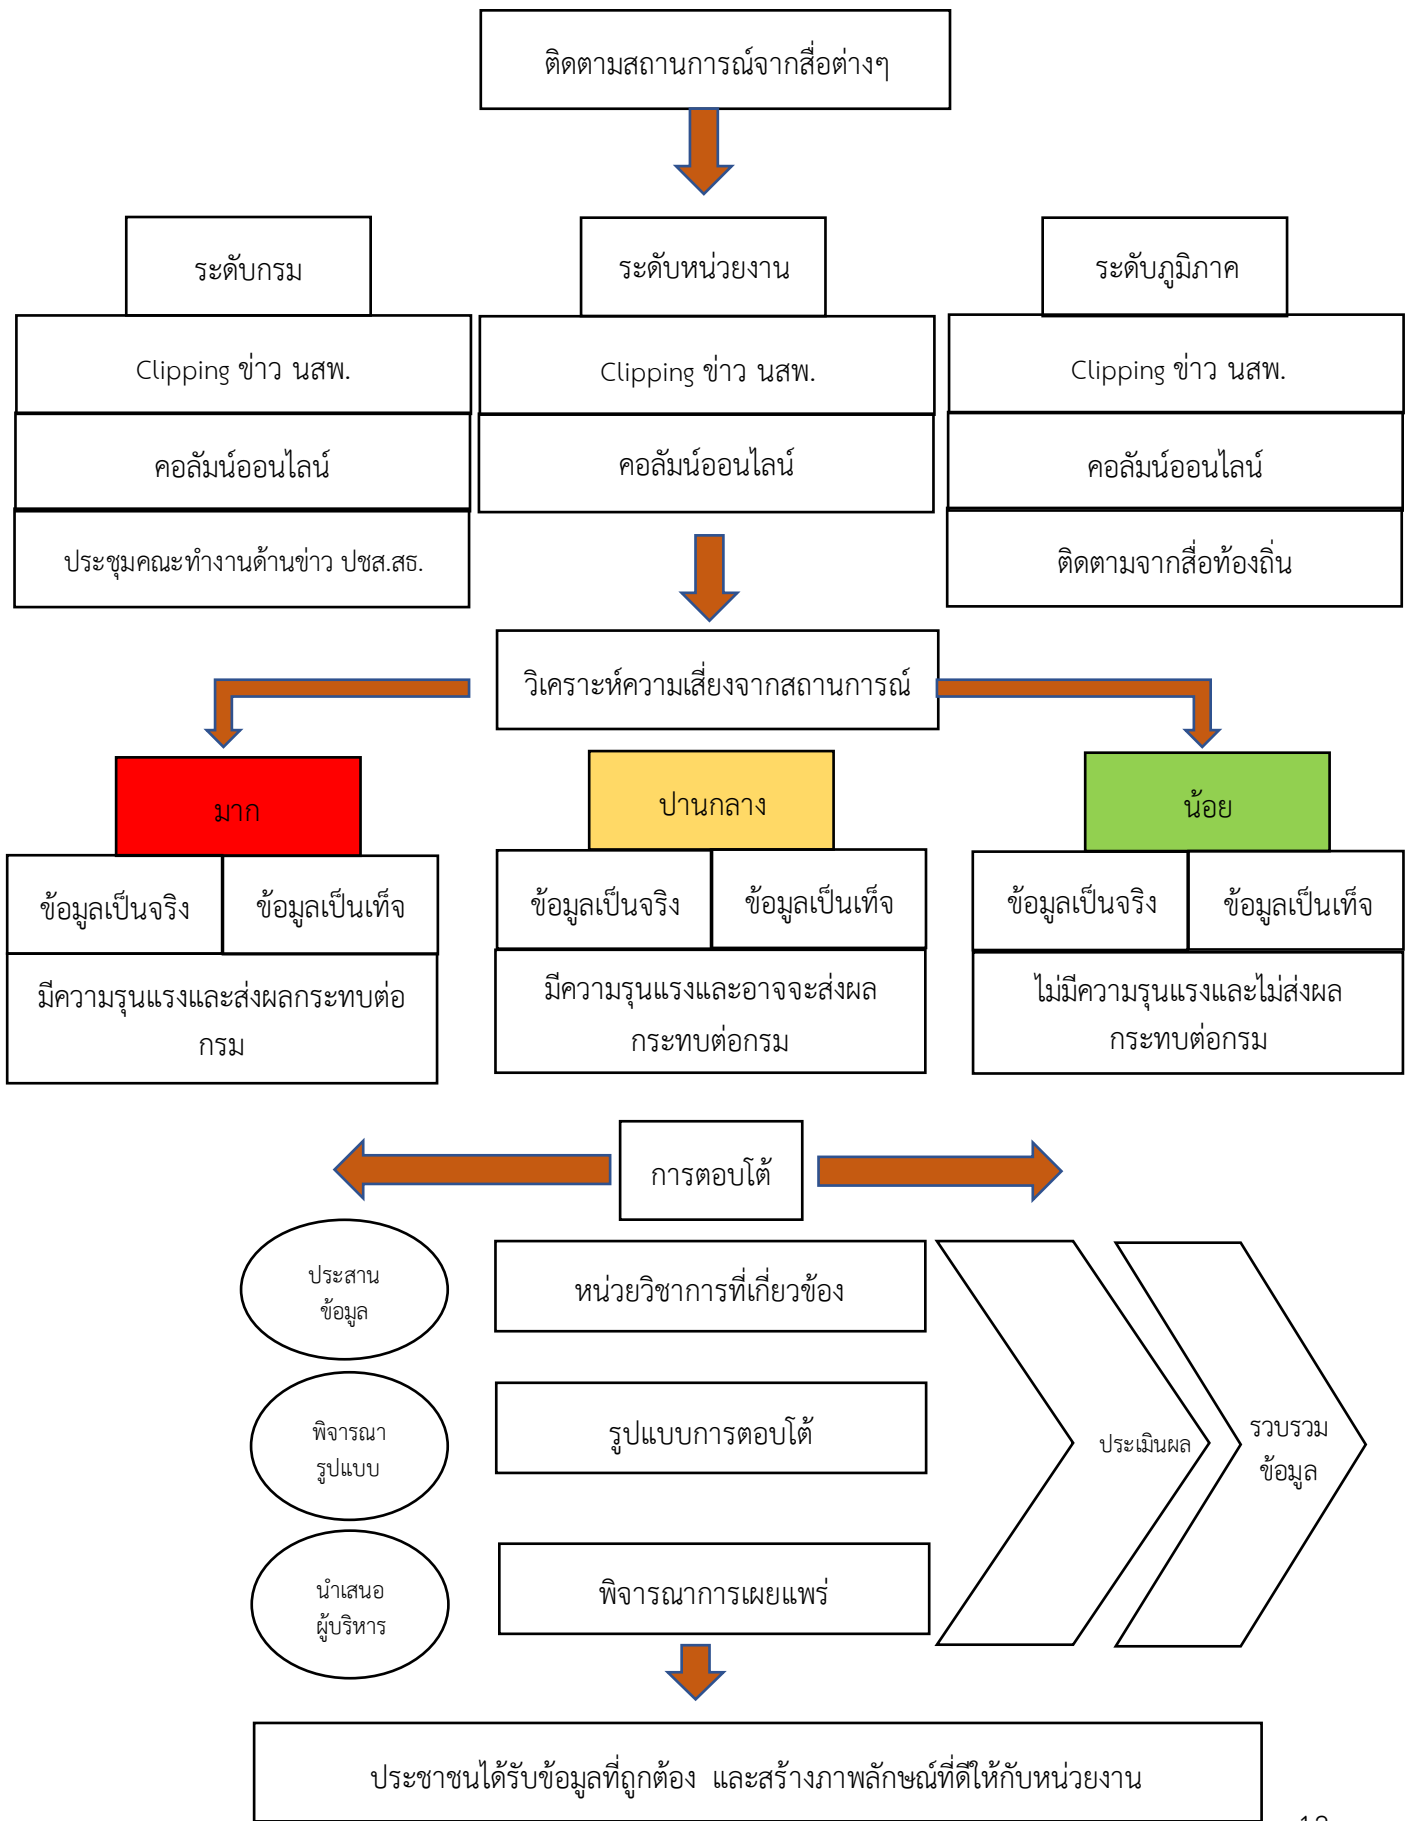 ติดตามสถานการณ์จากสื่อต่างๆ
ระดับกรม
ระดับหน่วยงาน
ระดับภูมิภาค
Clipping ข่าว นสพ.
Clipping ข่าว นสพ.
Clipping ข่าว นสพ.
คอลัมน์ออนไลน์
คอลัมน์ออนไลน์
คอลัมน์ออนไลน์
ประชุมคณะทำงานด้านข่าว ปชส.สธ.
ติดตามจากสื่อท้องถิ่น
วิเคราะห์ความเสี่ยงจากสถานการณ์
มาก
ปานกลาง
น้อย
ข้อมูลเป็นจริง
ข้อมูลเป็นเท็จ
ข้อมูลเป็นจริง
ข้อมูลเป็นเท็จ
ข้อมูลเป็นจริง
ข้อมูลเป็นเท็จ
มีความรุนแรงและส่งผลกระทบต่อ
กรม
มีความรุนแรงและอาจจะส่งผล
กระทบต่อกรม
ไม่มีความรุนแรงและไม่ส่งผล
กระทบต่อกรม
การตอบโต้
ประสาน
ข้อมูล
หน่วยวิชาการที่เกี่ยวข้อง
พิจารณา
รูปแบบ
รูปแบบการตอบโต้
ประเมินผล
รวบรวม
ข้อมูล
นำเสนอ
ผู้บริหาร
พิจารณาการเผยแพร่
ประชาชนได้รับข้อมูลที่ถูกต้อง และสร้างภาพลักษณ์ที่ดีให้กับหน่วยงาน